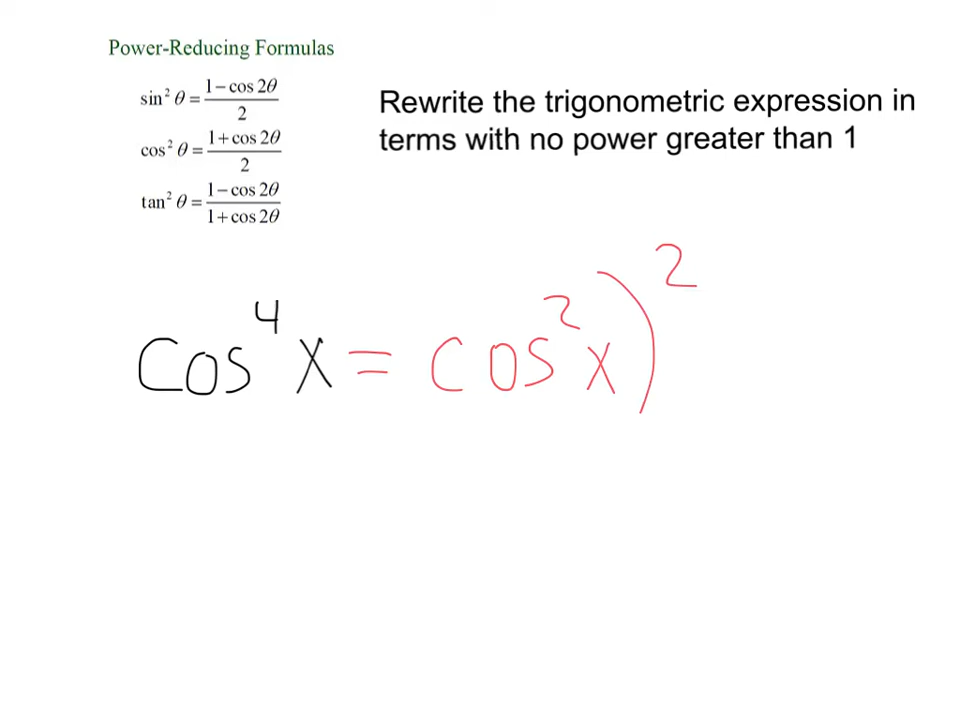 Power-Reducing Formulas
sin² θ = (1 − cos 2θ)/2
cos² θ = (1 + cos 2θ)/2
tan² θ = (1 − cos 2θ)/(1 + cos 2θ)
Rewrite the trigonometric expression in
terms with no power greater than 1
Cos⁴ x = cos² x)²